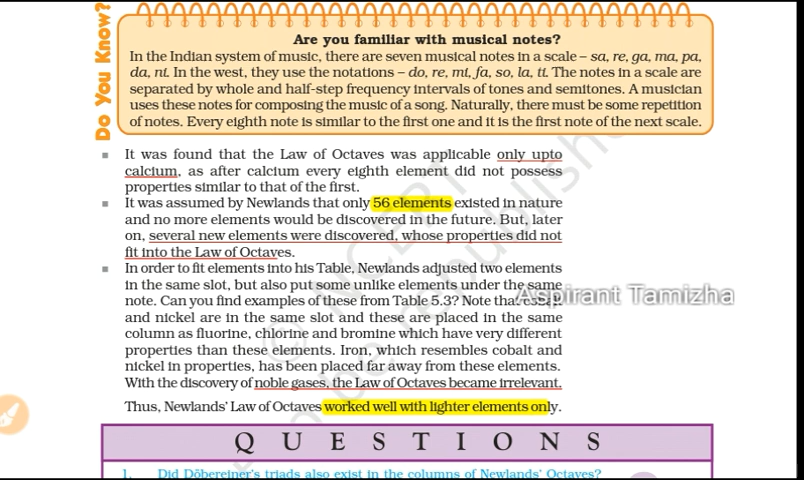 Do You Know?
Are you familiar with musical notes?
In the Indian system of music, there are seven musical notes in a scale – sa, re, ga, ma, pa,
da, ni. In the west, they use the notations – do, re, mi, fa, so, la, ti. The notes in a scale are
separated by whole and half-step frequency intervals of tones and semitones. A musician
uses these notes for composing the music of a song. Naturally, there must be some repetition
of notes. Every eighth note is similar to the first one and it is the first note of the next scale.
▪ It was found that the Law of Octaves was applicable only upto
calcium, as after calcium every eighth element did not possess
properties similar to that of the first.
▪ It was assumed by Newlands that only 56 elements existed in nature
and no more elements would be discovered in the future. But, later
on, several new elements were discovered, whose properties did not
fit into the Law of Octaves.
▪ In order to fit elements into his Table, Newlands adjusted two elements
in the same slot, but also put some unlike elements under the same
note. Can you find examples of these from Table 5.3? Note that
Aspirant Tamizha
and nickel are in the same slot and these are placed in the same
column as fluorine, chlorine and bromine which have very different
properties than these elements. Iron, which resembles cobalt and
nickel in properties, has been placed far away from these elements.
With the discovery of noble gases, the Law of Octaves became irrelevant.
Thus, Newlands' Law of Octaves worked well with lighter elements only.
© NCERT
be republished
QUESTIONS
1. Did Döbereiner's triads also exist in the columns of Newlands' Octaves?